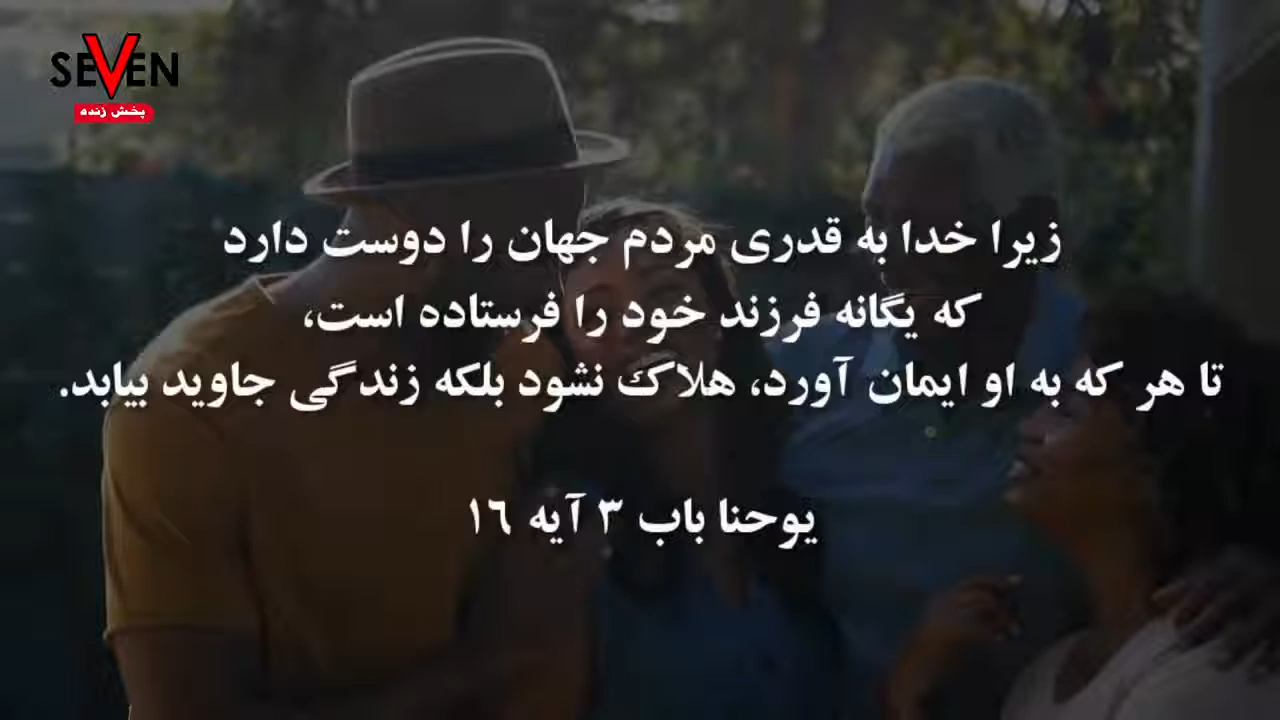 SEVEN
پخش زنده
زیرا خدا به قدری مردم جهان را دوست دارد
که یگانه فرزند خود را فرستاده است،
تا هر که به او ایمان آورد، هلاک نشود بلکه زندگی جاوید بیابد.
یوحنا باب ۳ آیه ١٦